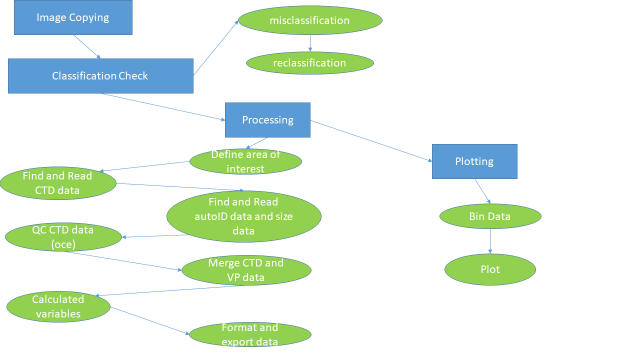 Image Copying
misclassification
reclassification
Classification Check
Processing
Define area of
interest
Plotting
Find and Read
CTD data
Find and Read
autoID data and size
data
Bin Data
QC CTD data
(oce)
Merge CTD and
VP data
Plot
Calculated
variables
Format and
export data